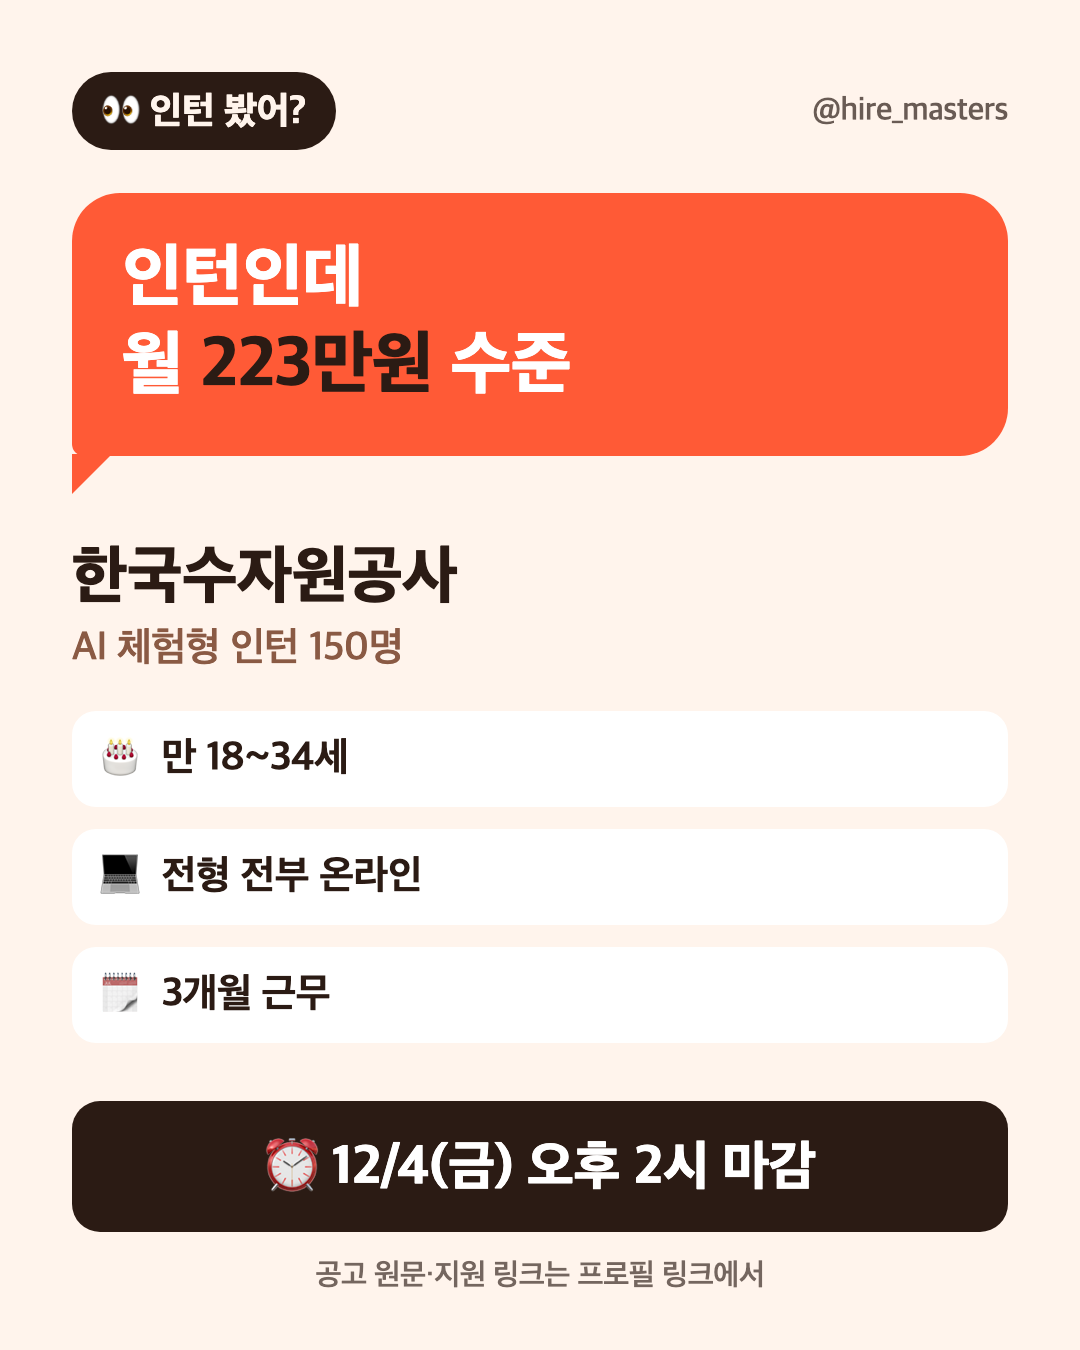 👀 인턴 봤어?
@hire_masters
인턴인데
월 223만원 수준
한국수자원공사
AI 체험형 인턴 150명
🎂 만 18~34세
💻 전형 전부 온라인
🗓️ 3개월 근무
⏰ 12/4(금) 오후 2시 마감
공고 원문·지원 링크는 프로필 링크에서